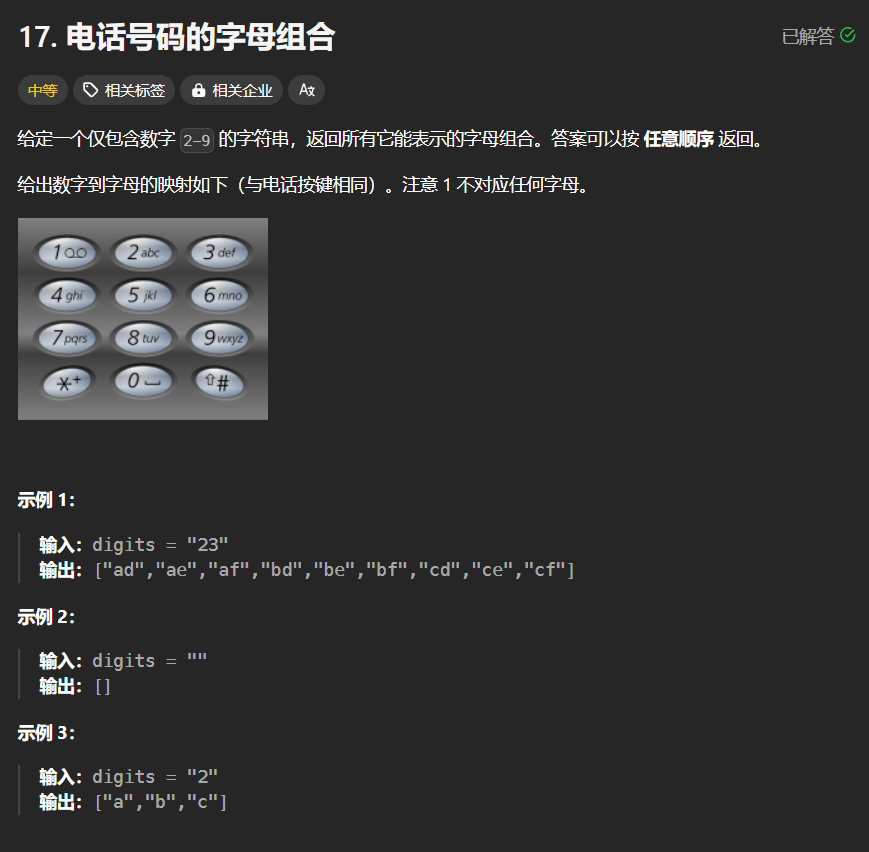 17. 电话号码的字母组合
已解答
中等 相关标签 相关企业 Ax
给定一个仅包含数字 2-9 的字符串，返回所有它能表示的字母组合。答案可以按 任意顺序 返回。
给出数字到字母的映射如下（与电话按键相同）。注意 1 不对应任何字母。
1 2 abc 3 def
4 ghi 5 jkl 6 mno
7 pqrs 8 tuv 9 wxyz
*+ 0 #
示例 1：
输入：digits = "23"
输出：["ad","ae","af","bd","be","bf","cd","ce","cf"]
示例 2：
输入：digits = ""
输出：[]
示例 3：
输入：digits = "2"
输出：["a","b","c"]